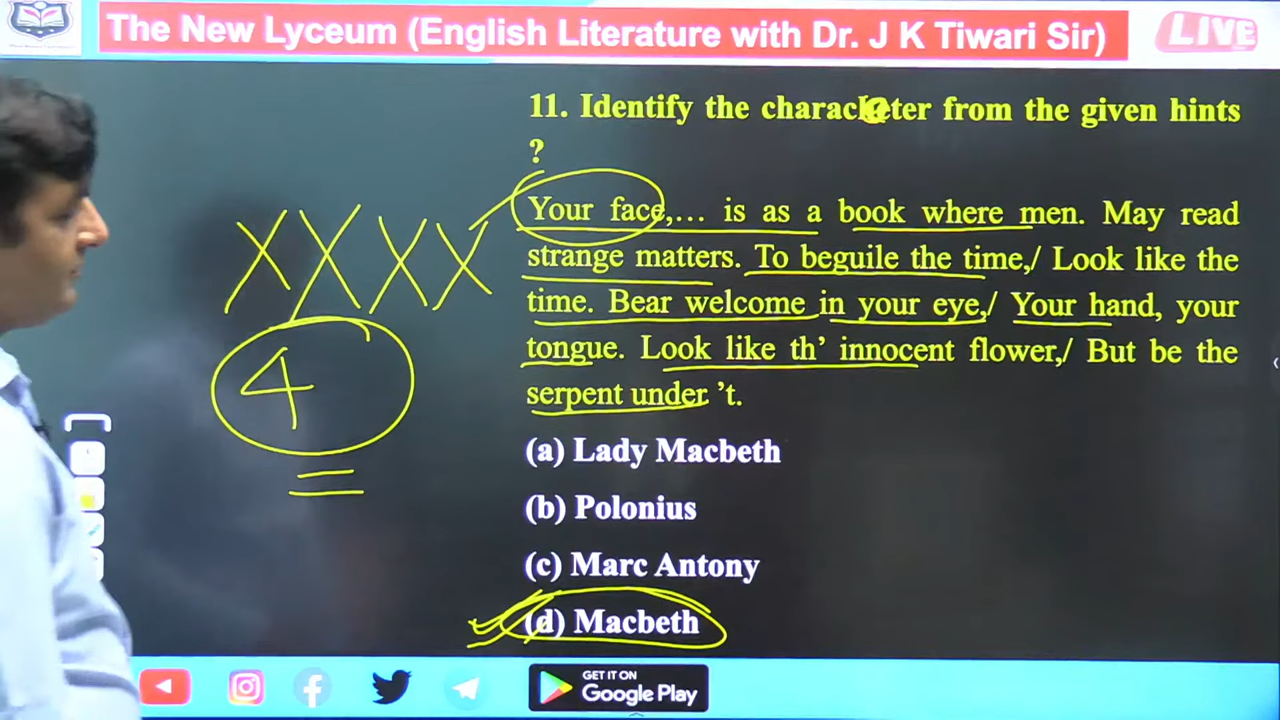 The New Lyceum (English Literature with Dr. J K Tiwari Sir)
LIVE
11. Identify the character from the given hints
?
Your face,... is as a book where men. May read
strange matters. To beguile the time,/ Look like the
time. Bear welcome in your eye,/ Your hand, your
tongue. Look like th' innocent flower,/ But be the
serpent under 't.
XXXX
4
(a) Lady Macbeth
(b) Polonius
(c) Marc Antony
(d) Macbeth
GET IT ON
Google Play